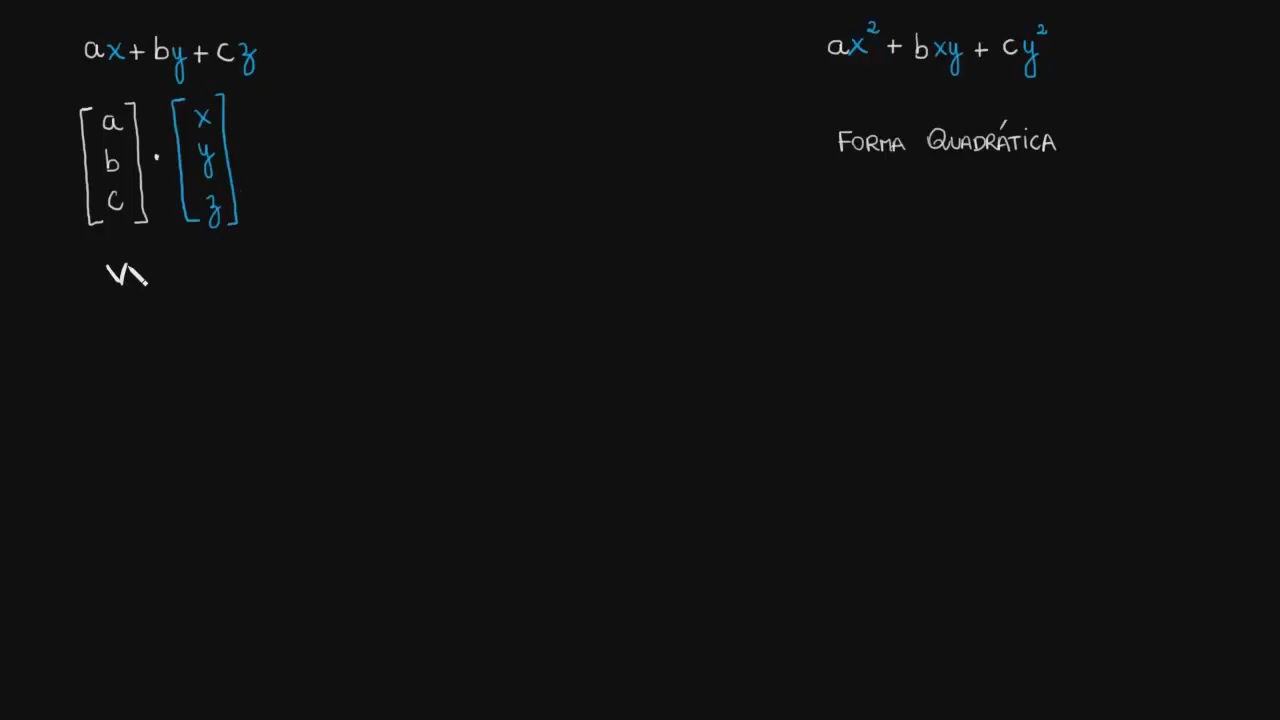 ax + by + cz
[a b c] · [x y z]
ax² + bxy + cy²
FORMA QUADRÁTICA